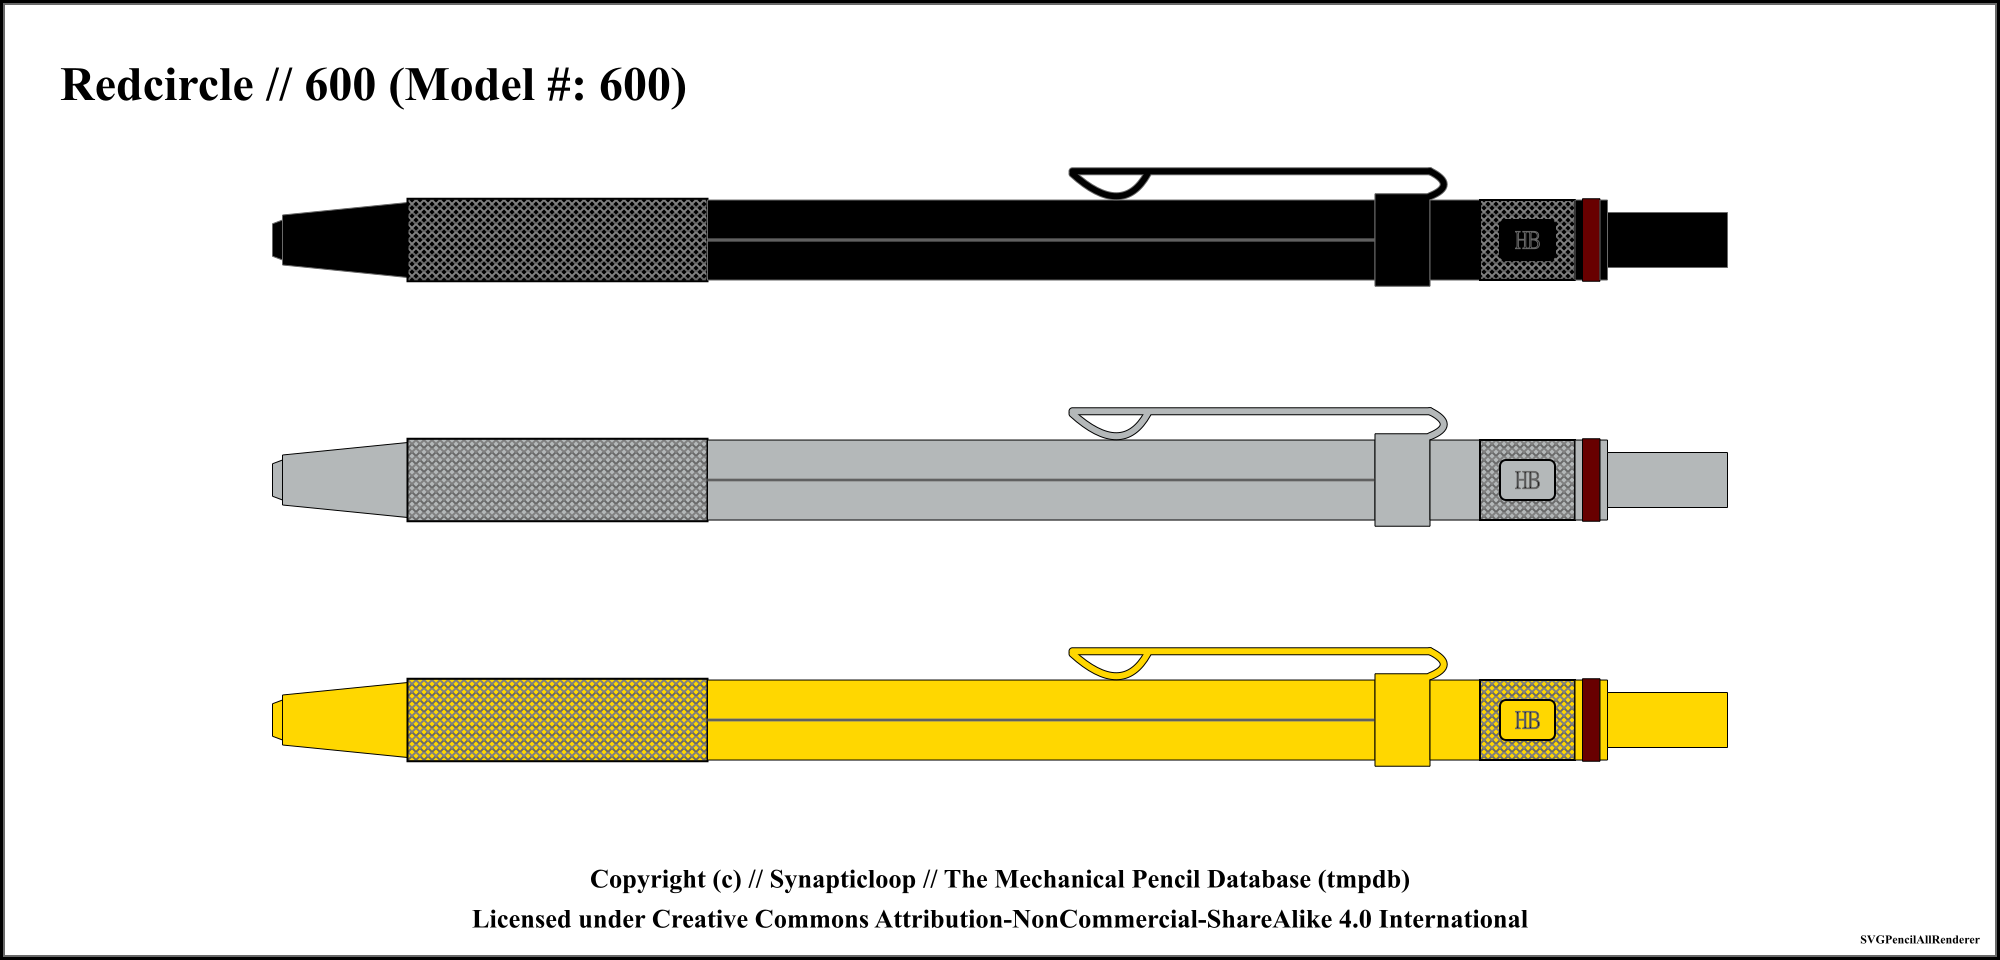 Redcircle // 600 (Model #: 600)
HB
HB
HB
Copyright (c) // Synapticloop // The Mechanical Pencil Database (tmpdb)
Licensed under Creative Commons Attribution-NonCommercial-ShareAlike 4.0 International
SVGPencilAllRenderer